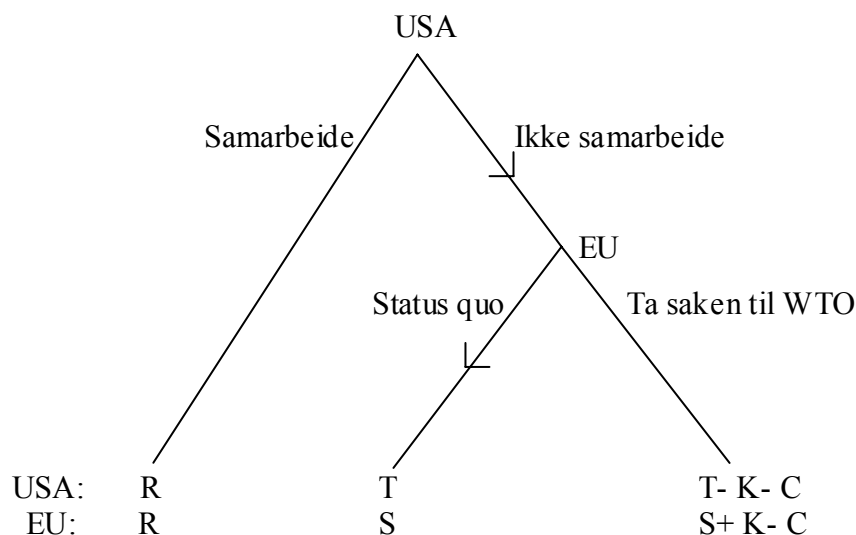 USA
Samarbeide
Ikke samarbeide
EU
Status quo
Ta saken til WTO
USA: R T T- K- C
EU: R S S+ K- C